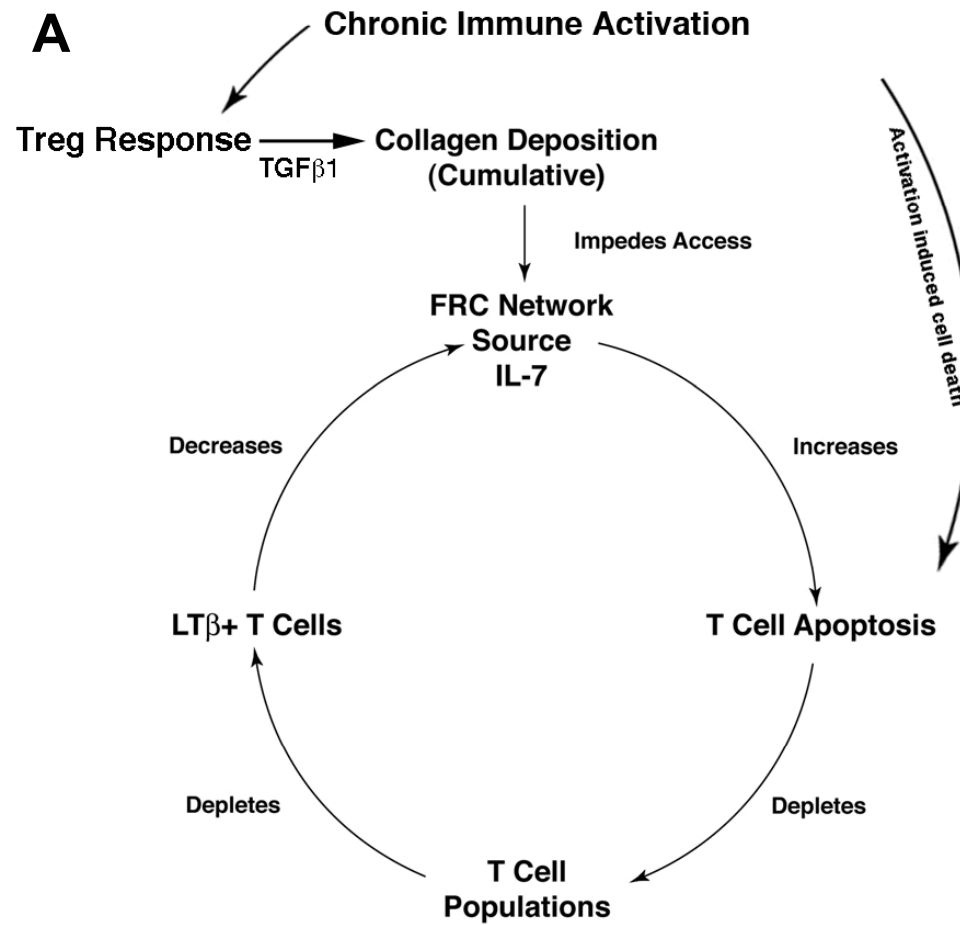 A
Chronic Immune Activation
Treg Response
TGFβ1
Collagen Deposition
(Cumulative)
Activation induced cell death
Impedes Access
FRC Network
Source
IL-7
Decreases
Increases
LTβ+ T Cells
T Cell Apoptosis
Depletes
Depletes
T Cell
Populations